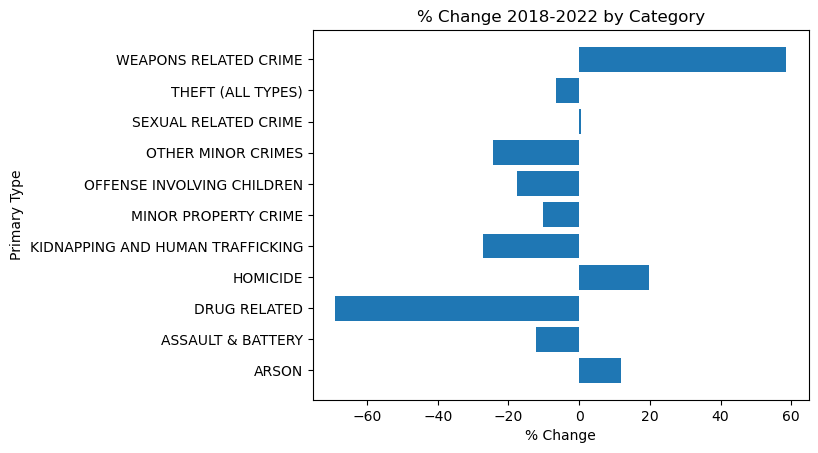 % Change 2018-2022 by Category
Primary Type
WEAPONS RELATED CRIME
THEFT (ALL TYPES)
SEXUAL RELATED CRIME
OTHER MINOR CRIMES
OFFENSE INVOLVING CHILDREN
MINOR PROPERTY CRIME
KIDNAPPING AND HUMAN TRAFFICKING
HOMICIDE
DRUG RELATED
ASSAULT & BATTERY
ARSON
−60 −40 −20 0 20 40 60
% Change